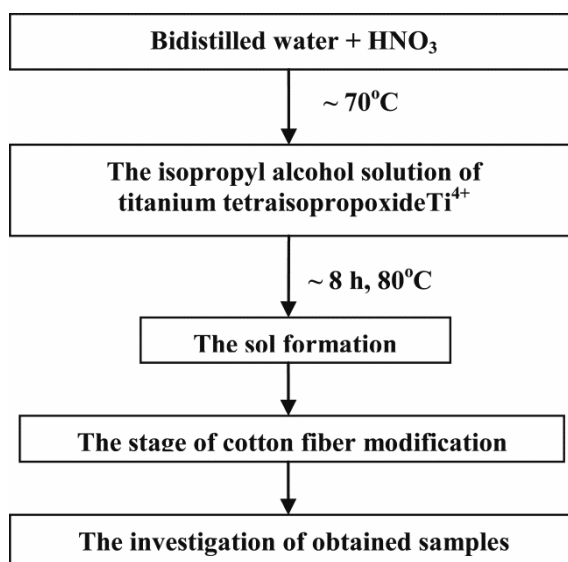 Bidistilled water + HNO₃
~ 70°C
The isopropyl alcohol solution of
titanium tetraisopropoxideTi⁴⁺
~ 8 h, 80°C
The sol formation
The stage of cotton fiber modification
The investigation of obtained samples